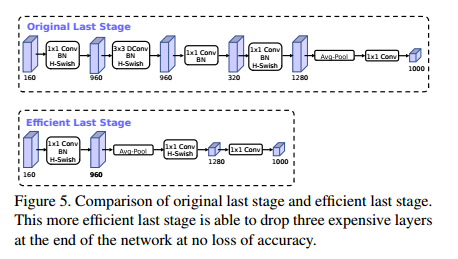 Original Last Stage
1x1 Conv
BN
H-Swish
3x3 DConv
BN
H-Swish
1x1 Conv
BN
1x1 Conv
BN
H-Swish
Avg-Pool
1x1 Conv
160
960
960
320
1280
1000
Efficient Last Stage
1x1 Conv
BN
H-Swish
Avg-Pool
1x1 Conv
H-Swish
1x1 Conv
160
960
1280
1000
Figure 5. Comparison of original last stage and efficient last stage.
This more efficient last stage is able to drop three expensive layers
at the end of the network at no loss of accuracy.